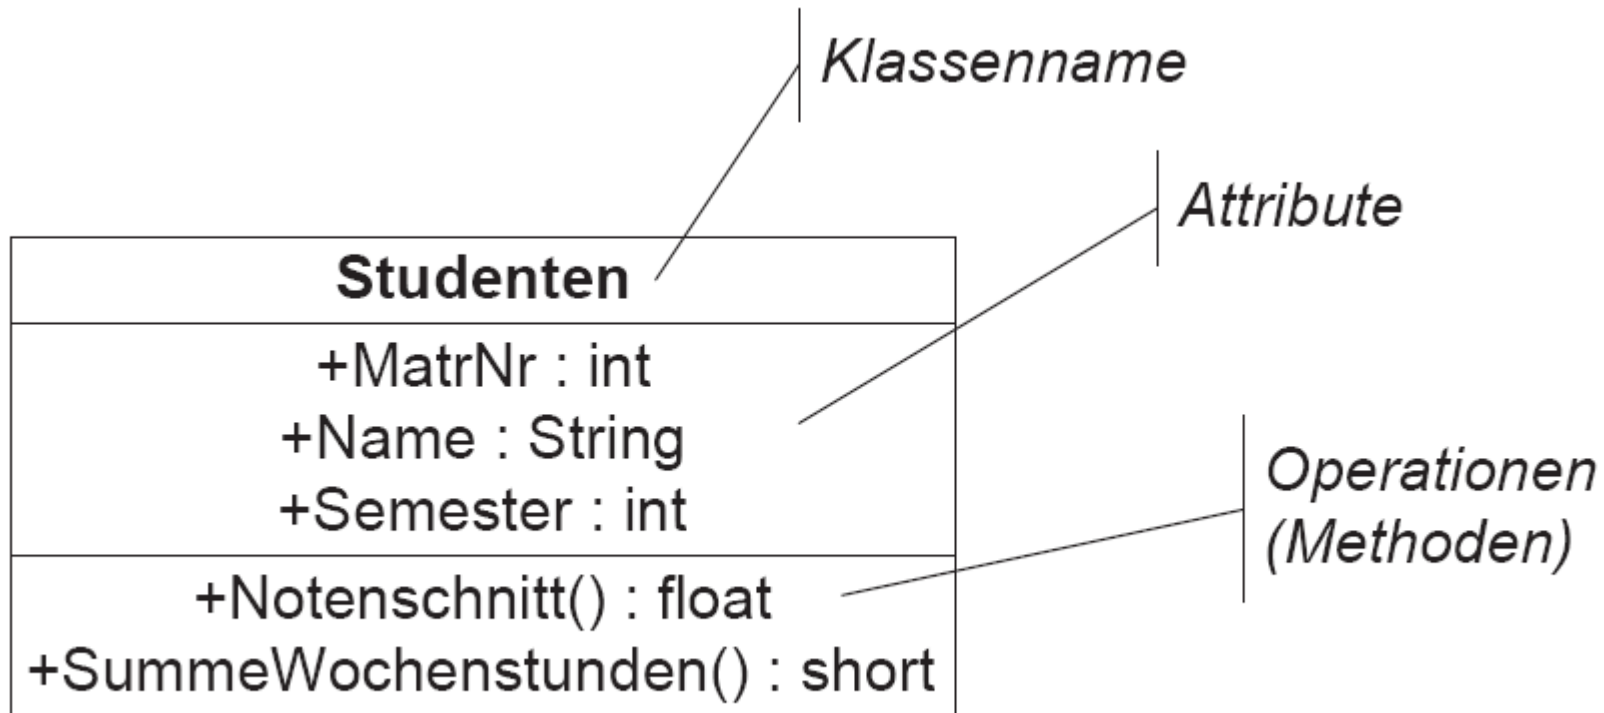 Klassenname
Attribute
Studenten
+MatrNr : int
+Name : String
+Semester : int
Operationen
(Methoden)
+Notenschnitt() : float
+SummeWochenstunden() : short